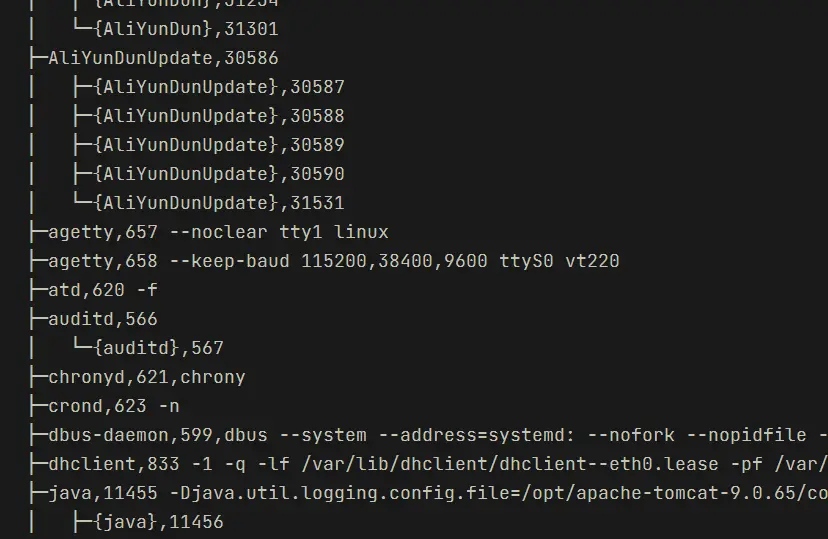 │   ├─{AliYunDun},31254
│   └─{AliYunDun},31301
├─AliYunDunUpdate,30586
│   ├─{AliYunDunUpdate},30587
│   ├─{AliYunDunUpdate},30588
│   ├─{AliYunDunUpdate},30589
│   ├─{AliYunDunUpdate},30590
│   └─{AliYunDunUpdate},31531
├─agetty,657 --noclear tty1 linux
├─agetty,658 --keep-baud 115200,38400,9600 ttyS0 vt220
├─atd,620 -f
├─auditd,566
│   └─{auditd},567
├─chronyd,621,chrony
├─crond,623 -n
├─dbus-daemon,599,dbus --system --address=systemd: --nofork --nopidfile -
├─dhclient,833 -1 -q -lf /var/lib/dhclient/dhclient--eth0.lease -pf /var/
├─java,11455 -Djava.util.logging.config.file=/opt/apache-tomcat-9.0.65/co
│   ├─{java},11456